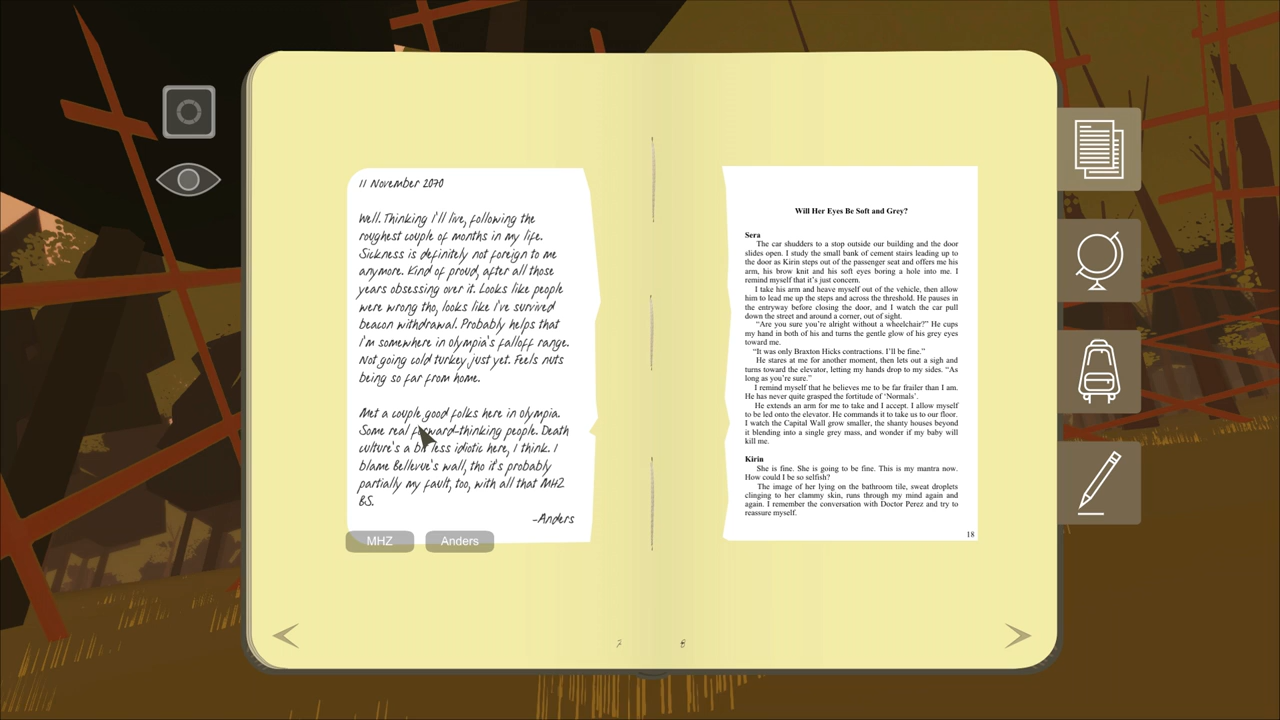 11 November 2070
Well. Thinking I'll live, following the
roughest couple of months in my life.
Sickness is definitely not foreign to me
anymore. Kind of proud, after all those
years obsessing over it. Looks like people
were wrong tho, looks like I've survived
beacon withdrawal. Probably helps that
I'm somewhere in Olympia's falloff range.
Not going cold turkey just yet. Feels nuts
being so far from home.
Met a couple good folks here in Olympia.
Some real forward-thinking people. Death
culture's a bit less idiotic here, I think. I
blame Bellevue's wall, tho it's probably
partially my fault, too, with all that MHZ
BS.
-Anders
MHZ Anders
7
Will Her Eyes Be Soft and Grey?
Sera
The car shudders to a stop outside our building and the door
slides open. I study the small bank of cement stairs leading up to
the door as Kirin steps out of the passenger seat and offers me his
arm, his brow knit and his soft eyes boring a hole into me. I
remind myself that it's just concern.
I take his arm and heave myself out of the vehicle, then allow
him to lead me up the steps and across the threshold. He pauses in
the entryway before closing the door, and I watch the car pull
down the street and around a corner, out of sight.
"Are you sure you're alright without a wheelchair?" He cups
my hand in both of his and turns the gentle glow of his grey eyes
toward me.
"It was only Braxton Hicks contractions. I'll be fine."
He stares at me for another moment, then lets out a sigh and
turns toward the elevator, letting my hands drop to my sides. "As
long as you're sure."
I remind myself that he believes me to be far frailer than I am.
He has never quite grasped the fortitude of 'Normals'.
He extends an arm for me to take and I accept. I allow myself
to be led onto the elevator. He commands it to take us to our floor.
I watch the Capital Wall grow smaller, the shanty houses beyond
it blending into a single grey mass, and wonder if my baby will
kill me.
Kirin
She is fine. She is going to be fine. This is my mantra now.
How could I be so selfish?
The image of her lying on the bathroom tile, sweat droplets
clinging to her clammy skin, runs through my mind again and
again. I remember the conversation with Doctor Perez and try to
reassure myself.
18
8